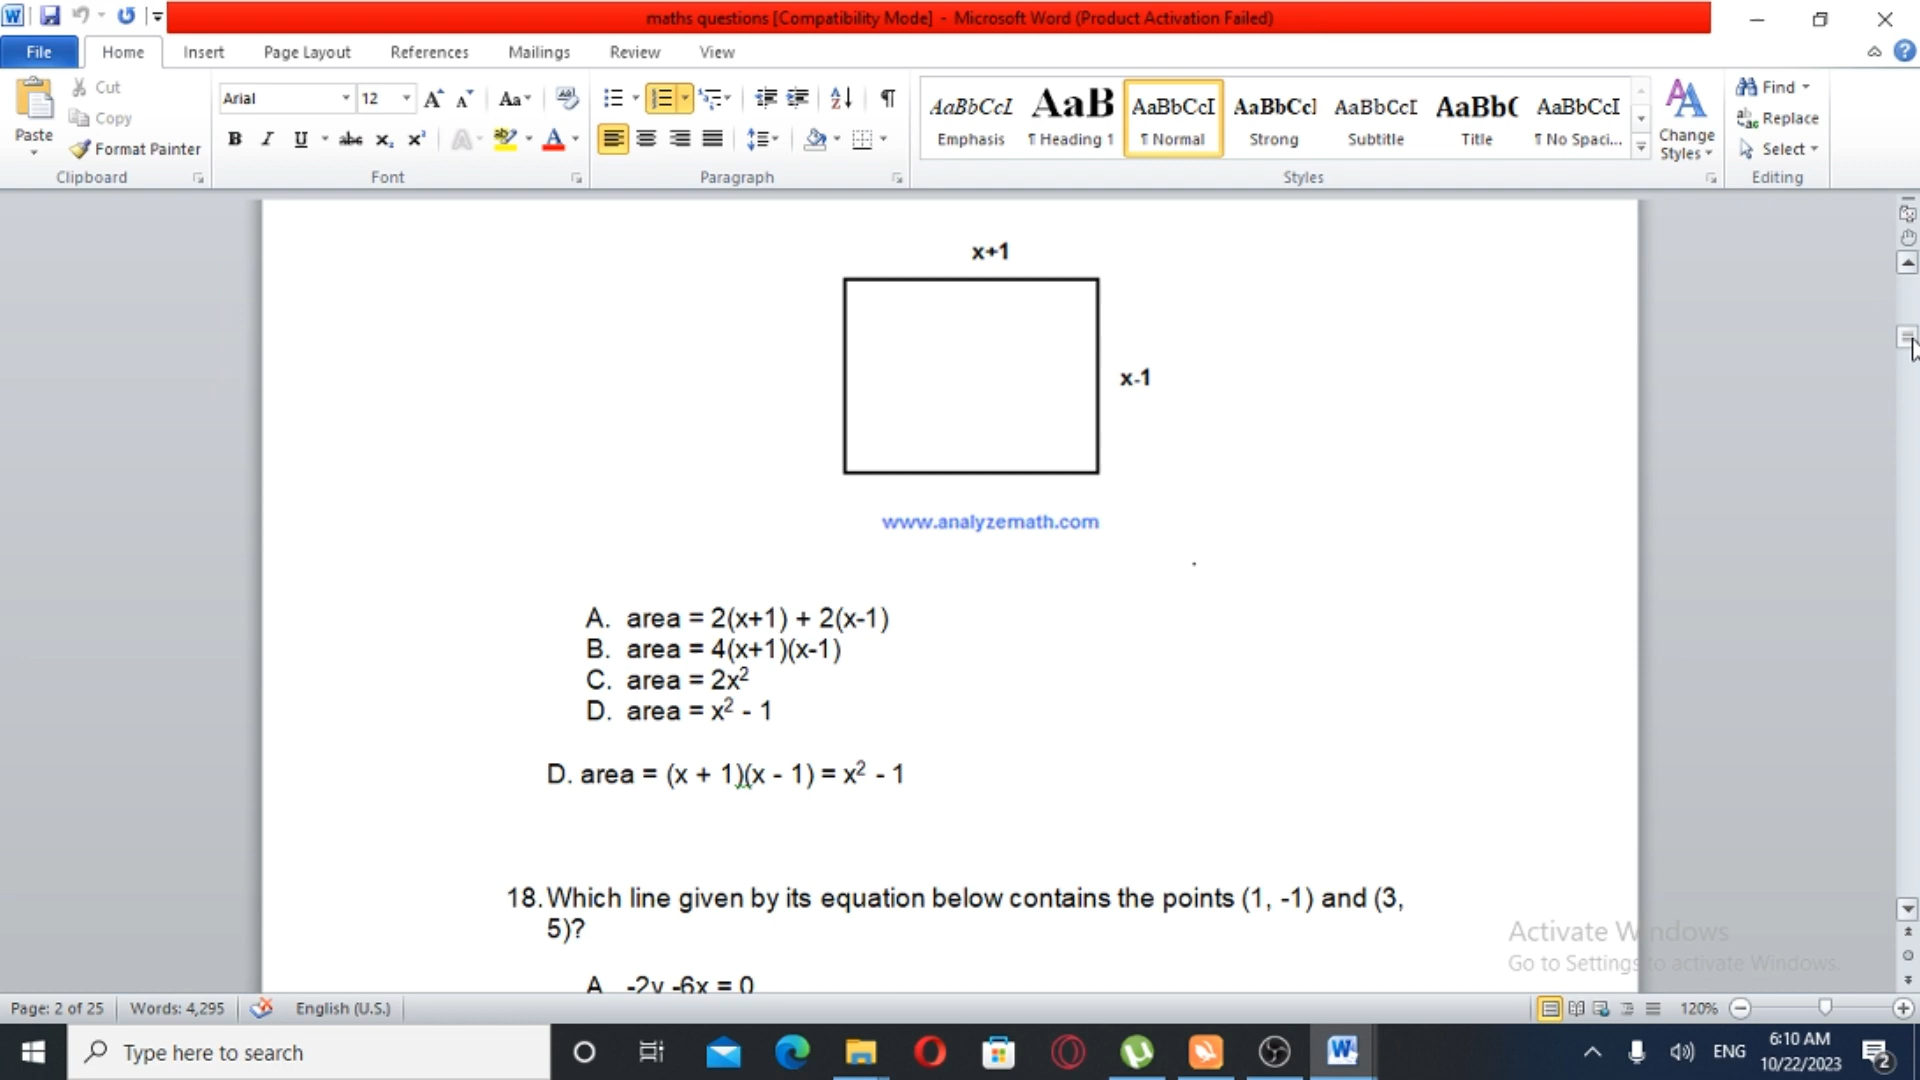 maths questions [Compatibility Mode] - Microsoft Word (Product Activation Failed)
File Home Insert Page Layout References Mailings Review View
Paste
Cut
Copy
Format Painter
Clipboard
Arial 12
Font
Paragraph
AaBbCcI AaB AaBbCcI AaBbCcl AaBbCcI AaBb( AaBbCcI
Emphasis ¶ Heading 1 ¶ Normal Strong Subtitle Title ¶ No Spaci...
Styles
Change Styles
Find
Replace
Select
Editing
x+1
x-1
www.analyzemath.com
.
A. area = 2(x+1) + 2(x-1)
B. area = 4(x+1)(x-1)
C. area = 2x²
D. area = x² - 1
D. area = (x + 1)(x - 1) = x² - 1
18. Which line given by its equation below contains the points (1, -1) and (3,
5)?
A -2y -6x = 0
Activate Windows
Go to Settings to activate Windows.
Page: 2 of 25 Words: 4,295 English (U.S.) 120%
Type here to search
ENG
6:10 AM
10/22/2023
2